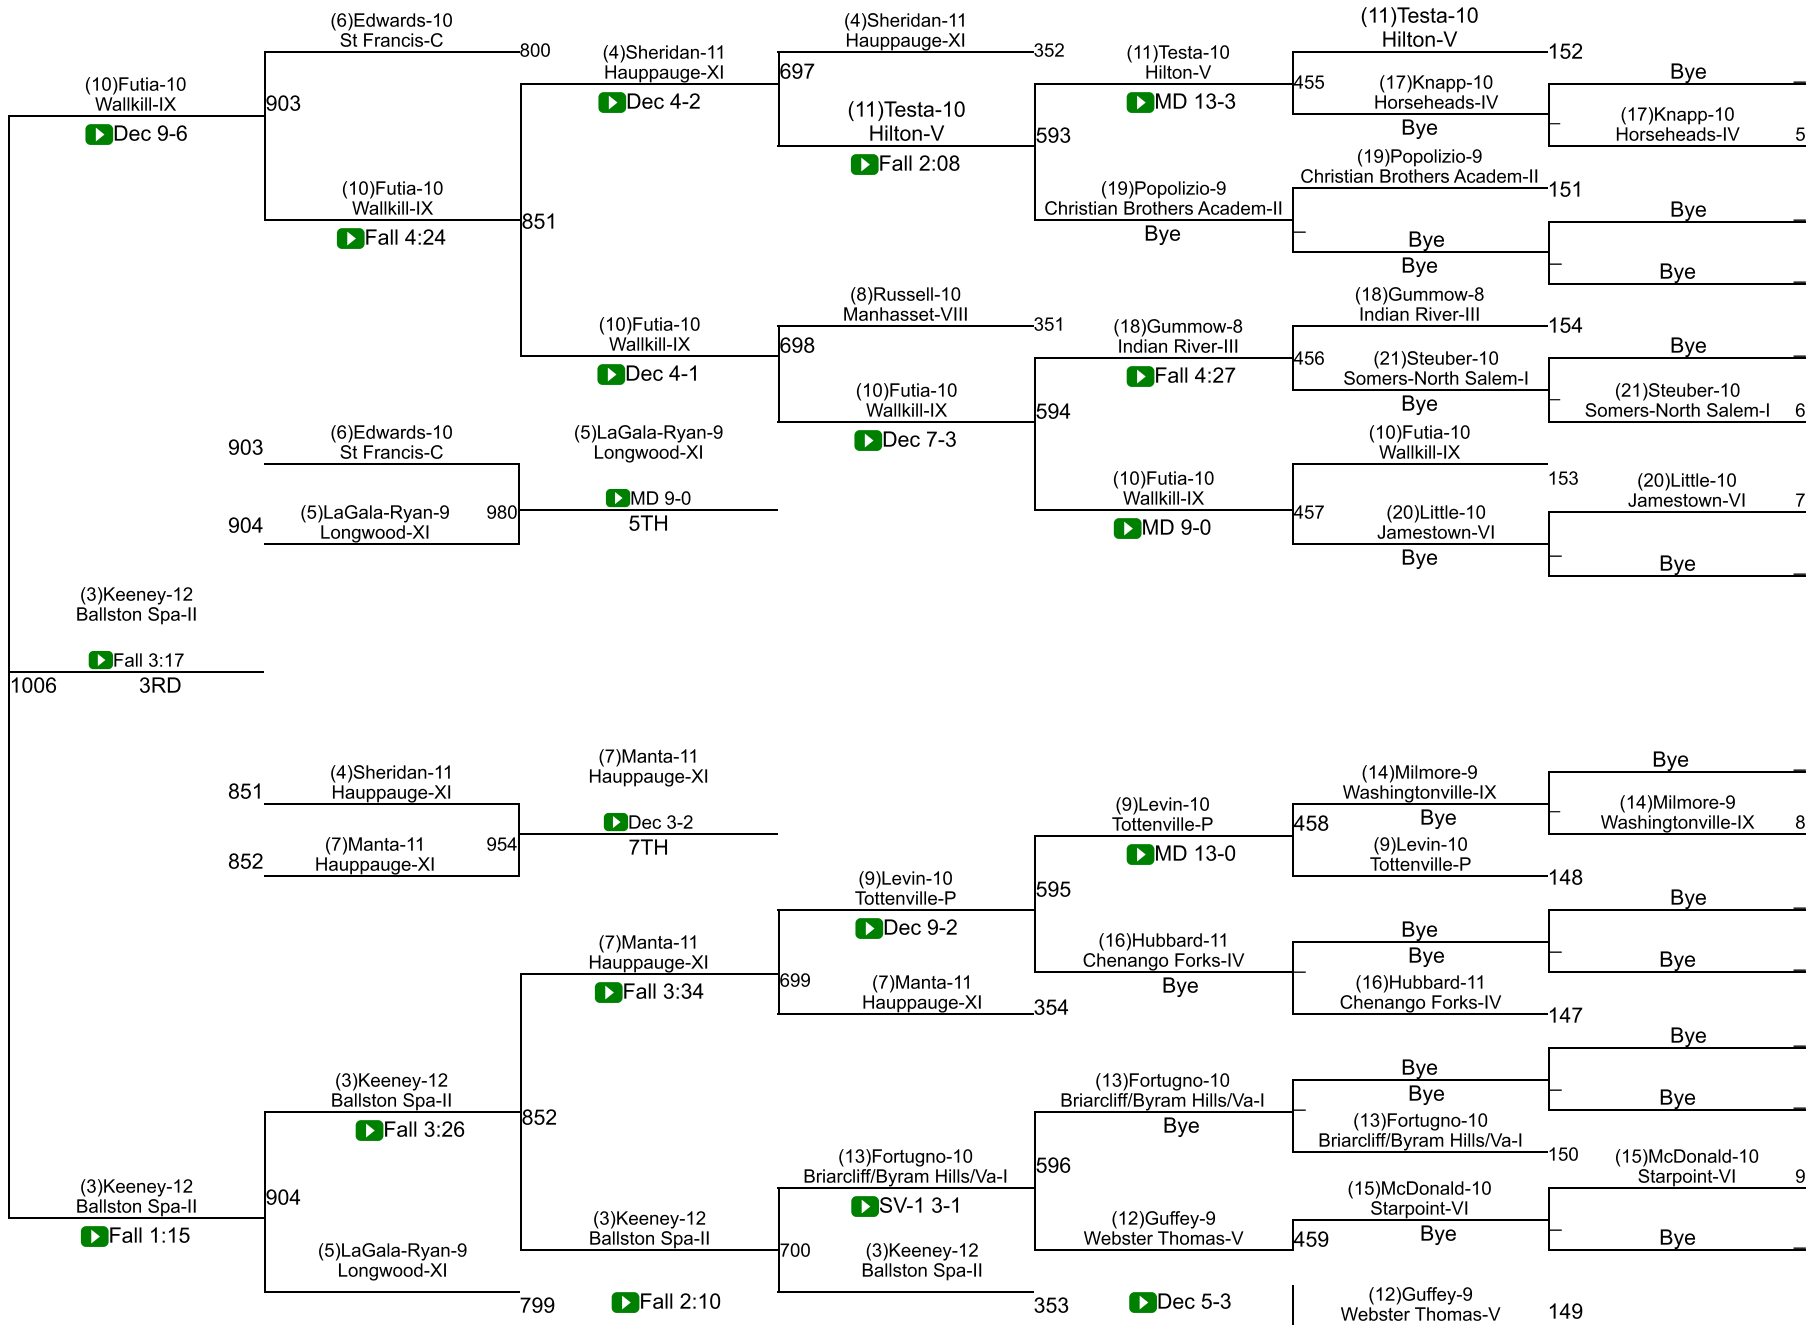 (6)Edwards-10
St Francis-C
800
(4)Sheridan-11
Hauppauge-XI
352
(11)Testa-10
Hilton-V
152
(10)Futia-10
Wallkill-IX
Dec 9-6
903
(4)Sheridan-11
Hauppauge-XI
Dec 4-2
697
(11)Testa-10
Hilton-V
MD 13-3
455
(17)Knapp-10
Horseheads-IV
Bye
Bye
(17)Knapp-10
Horseheads-IV
5
(11)Testa-10
Hilton-V
Fall 2:08
593
(19)Popolizio-9
Christian Brothers Academ-II
151
(10)Futia-10
Wallkill-IX
Fall 4:24
851
(19)Popolizio-9
Christian Brothers Academ-II
Bye
Bye
Bye
Bye
Bye
(10)Futia-10
Wallkill-IX
Dec 4-1
(8)Russell-10
Manhasset-VIII
351
698
(18)Gummow-8
Indian River-III
Fall 4:27
(18)Gummow-8
Indian River-III
154
456
(21)Steuber-10
Somers-North Salem-I
Bye
Bye
(21)Steuber-10
Somers-North Salem-I
6
(10)Futia-10
Wallkill-IX
Dec 7-3
594
903
(6)Edwards-10
St Francis-C
(5)LaGala-Ryan-9
Longwood-XI
MD 9-0
5TH
904
(5)LaGala-Ryan-9
Longwood-XI
980
(10)Futia-10
Wallkill-IX
MD 9-0
(10)Futia-10
Wallkill-IX
153
457
(20)Little-10
Jamestown-VI
Bye
(20)Little-10
Jamestown-VI
7
Bye
(3)Keeney-12
Ballston Spa-II
Fall 3:17
1006
3RD
851
(4)Sheridan-11
Hauppauge-XI
852
(7)Manta-11
Hauppauge-XI
954
(7)Manta-11
Hauppauge-XI
Dec 3-2
7TH
(9)Levin-10
Tottenville-P
MD 13-0
(14)Milmore-9
Washingtonville-IX
458
Bye
(9)Levin-10
Tottenville-P
148
Bye
(14)Milmore-9
Washingtonville-IX
8
(9)Levin-10
Tottenville-P
Dec 9-2
595
(7)Manta-11
Hauppauge-XI
Fall 3:34
699
(7)Manta-11
Hauppauge-XI
354
(16)Hubbard-11
Chenango Forks-IV
Bye
Bye
Bye
(16)Hubbard-11
Chenango Forks-IV
147
Bye
Bye
(3)Keeney-12
Ballston Spa-II
Fall 3:26
852
(13)Fortugno-10
Briarcliff/Byram Hills/Va-I
Bye
Bye
Bye
(13)Fortugno-10
Briarcliff/Byram Hills/Va-I
150
Bye
Bye
(3)Keeney-12
Ballston Spa-II
Fall 1:15
904
(13)Fortugno-10
Briarcliff/Byram Hills/Va-I
SV-1 3-1
596
(15)McDonald-10
Starpoint-VI
Bye
(15)McDonald-10
Starpoint-VI
9
Bye
(5)LaGala-Ryan-9
Longwood-XI
799
(3)Keeney-12
Ballston Spa-II
Fall 2:10
700
(3)Keeney-12
Ballston Spa-II
353
(12)Guffey-9
Webster Thomas-V
Dec 5-3
459
(12)Guffey-9
Webster Thomas-V
149